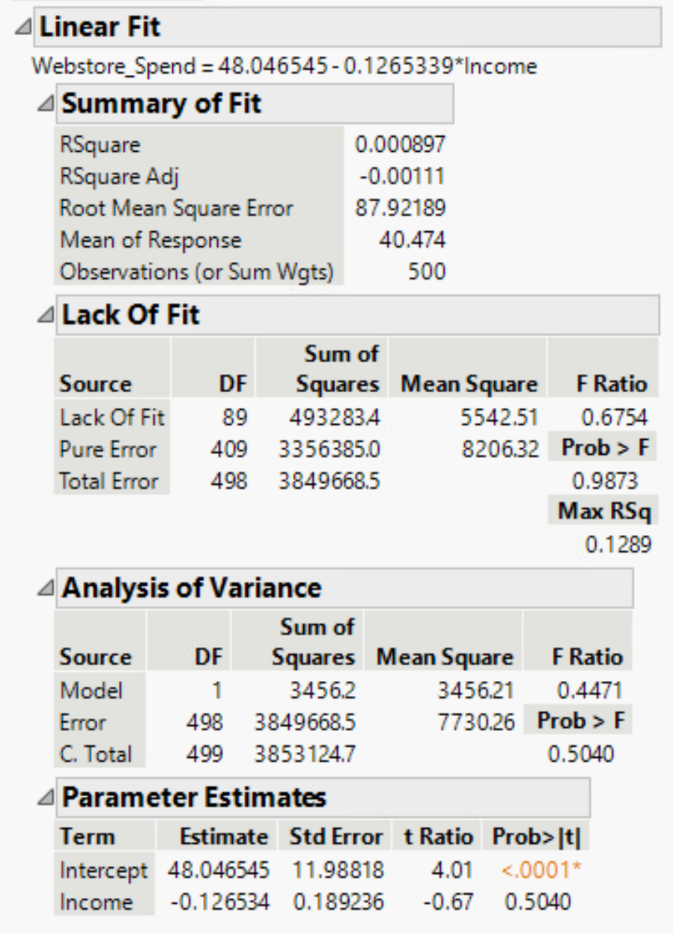 Linear Fit
Webstore_Spend = 48.046545 - 0.1265339*Income
Summary of Fit
RSquare 0.000897
RSquare Adj -0.00111
Root Mean Square Error 87.92189
Mean of Response 40.474
Observations (or Sum Wgts) 500
Lack Of Fit
Sum of
Source DF Squares Mean Square F Ratio
Lack Of Fit 89 493283.4 5542.51 0.6754
Pure Error 409 3356385.0 8206.32 Prob > F
Total Error 498 3849668.5 0.9873
Max RSq
0.1289
Analysis of Variance
Sum of
Source DF Squares Mean Square F Ratio
Model 1 3456.2 3456.21 0.4471
Error 498 3849668.5 7730.26 Prob > F
C. Total 499 3853124.7 0.5040
Parameter Estimates
Term Estimate Std Error t Ratio Prob>|t|
Intercept 48.046545 11.98818 4.01 <.0001*
Income -0.126534 0.189236 -0.67 0.5040